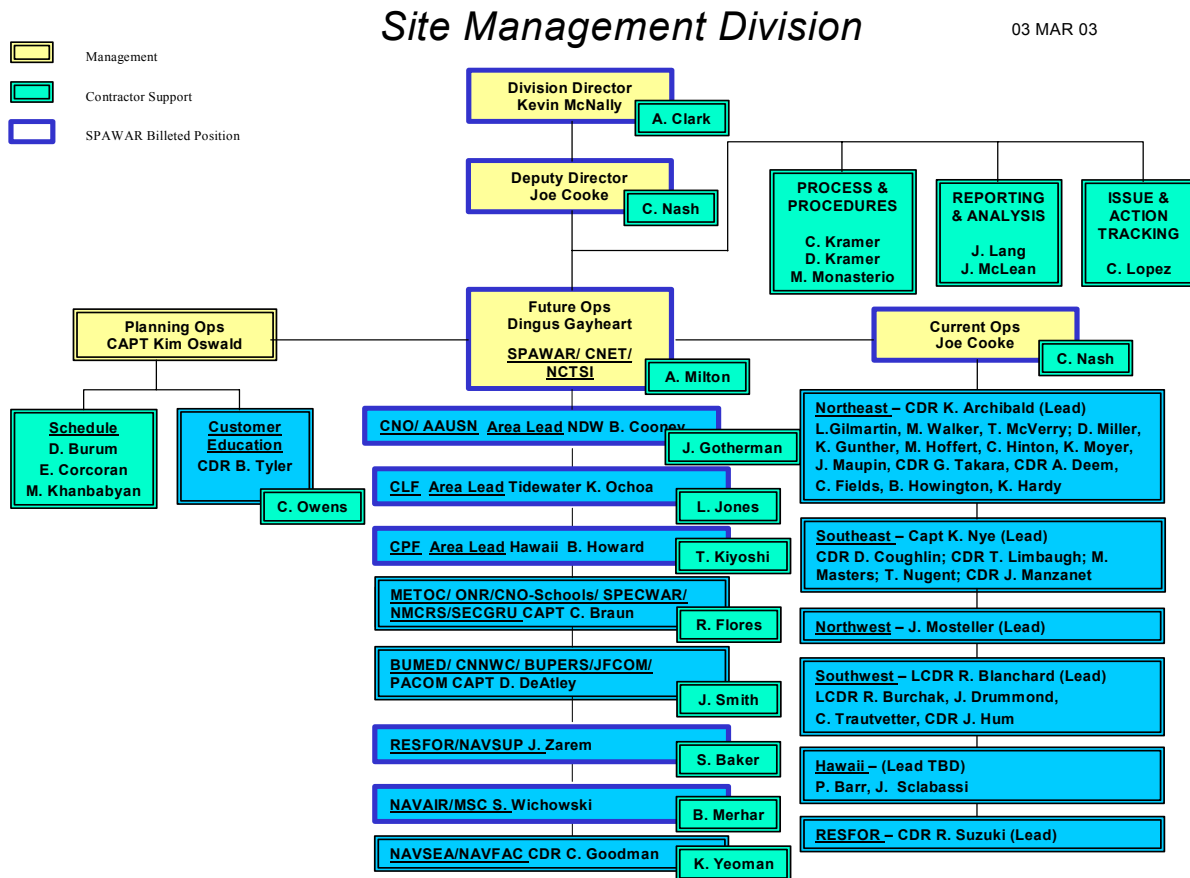 Site Management Division
03 MAR 03
Management
Contractor Support
SPAWAR Billeted Position
Division Director
Kevin McNally
A. Clark
Deputy Director
Joe Cooke
C. Nash
PROCESS &
PROCEDURES
C. Kramer
D. Kramer
M. Monasterio
REPORTING
& ANALYSIS
J. Lang
J. McLean
ISSUE &
ACTION
TRACKING
C. Lopez
Planning Ops
CAPT Kim Oswald
Future Ops
Dingus Gayheart
SPAWAR/ CNET/
NCTSI
A. Milton
Current Ops
Joe Cooke
C. Nash
Schedule
D. Burum
E. Corcoran
M. Khanbabyan
Customer
Education
CDR B. Tyler
C. Owens
CNO/ AAUSN Area Lead NDW B. Cooney
J. Gotherman
CLF Area Lead Tidewater K. Ochoa
L. Jones
CPF Area Lead Hawaii B. Howard
T. Kiyoshi
METOC/ ONR/CNO-Schools/ SPECWAR/
NMCRS/SECGRU CAPT C. Braun
R. Flores
BUMED/ CNNWC/ BUPERS/JFCOM/
PACOM CAPT D. DeAtley
J. Smith
RESFOR/NAVSUP J. Zarem
S. Baker
NAVAIR/MSC S. Wichowski
B. Merhar
NAVSEA/NAVFAC CDR C. Goodman
K. Yeoman
Northeast – CDR K. Archibald (Lead)
L.Gilmartin, M. Walker, T. McVerry; D. Miller,
K. Gunther, M. Hoffert, C. Hinton, K. Moyer,
J. Maupin, CDR G. Takara, CDR A. Deem,
C. Fields, B. Howington, K. Hardy
Southeast – Capt K. Nye (Lead)
CDR D. Coughlin; CDR T. Limbaugh; M.
Masters; T. Nugent; CDR J. Manzanet
Northwest – J. Mosteller (Lead)
Southwest – LCDR R. Blanchard (Lead)
LCDR R. Burchak, J. Drummond,
C. Trautvetter, CDR J. Hum
Hawaii – (Lead TBD)
P. Barr, J. Sclabassi
RESFOR – CDR R. Suzuki (Lead)